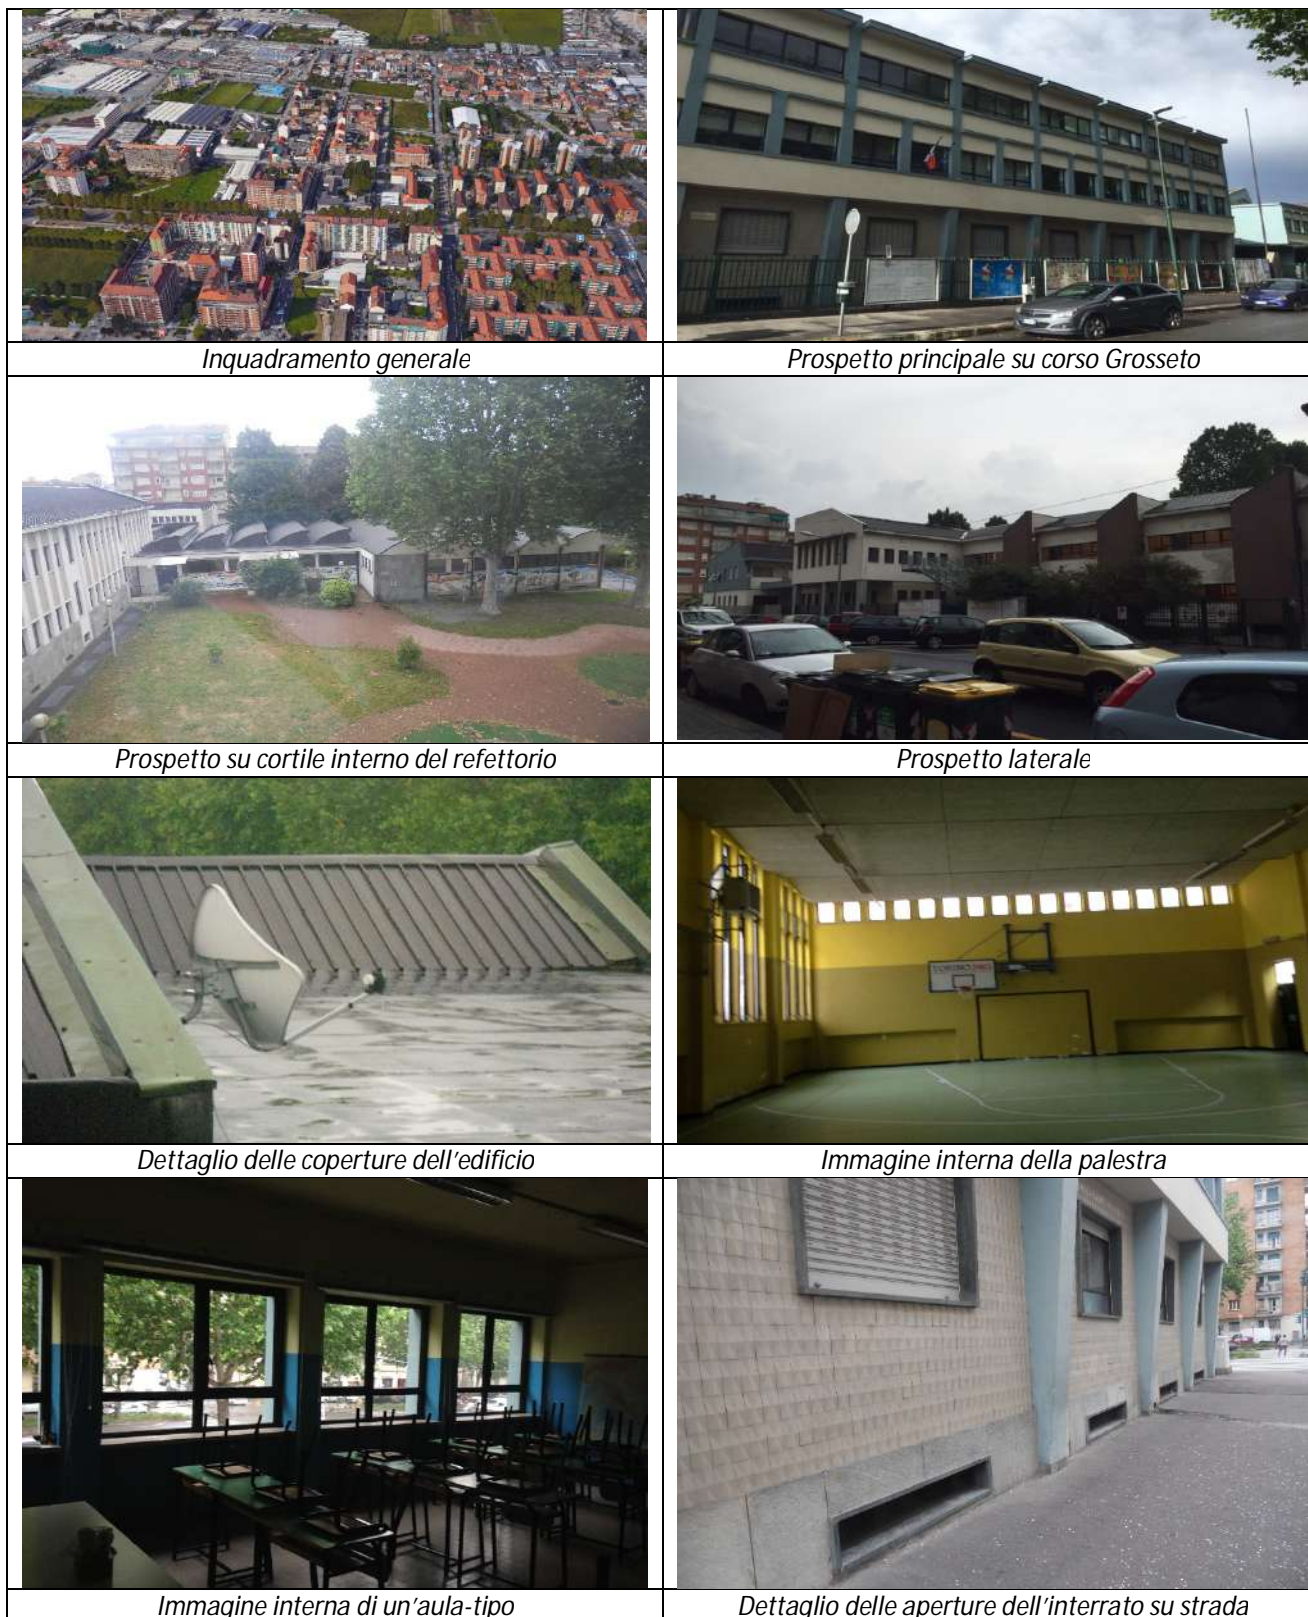 Inquadramento generale
Prospetto principale su corso Grosseto
Prospetto su cortile interno del refettorio
Prospetto laterale
Dettaglio delle coperture dell'edificio
Immagine interna della palestra
Immagine interna di un'aula-tipo
Dettaglio delle aperture dell'interrato su strada